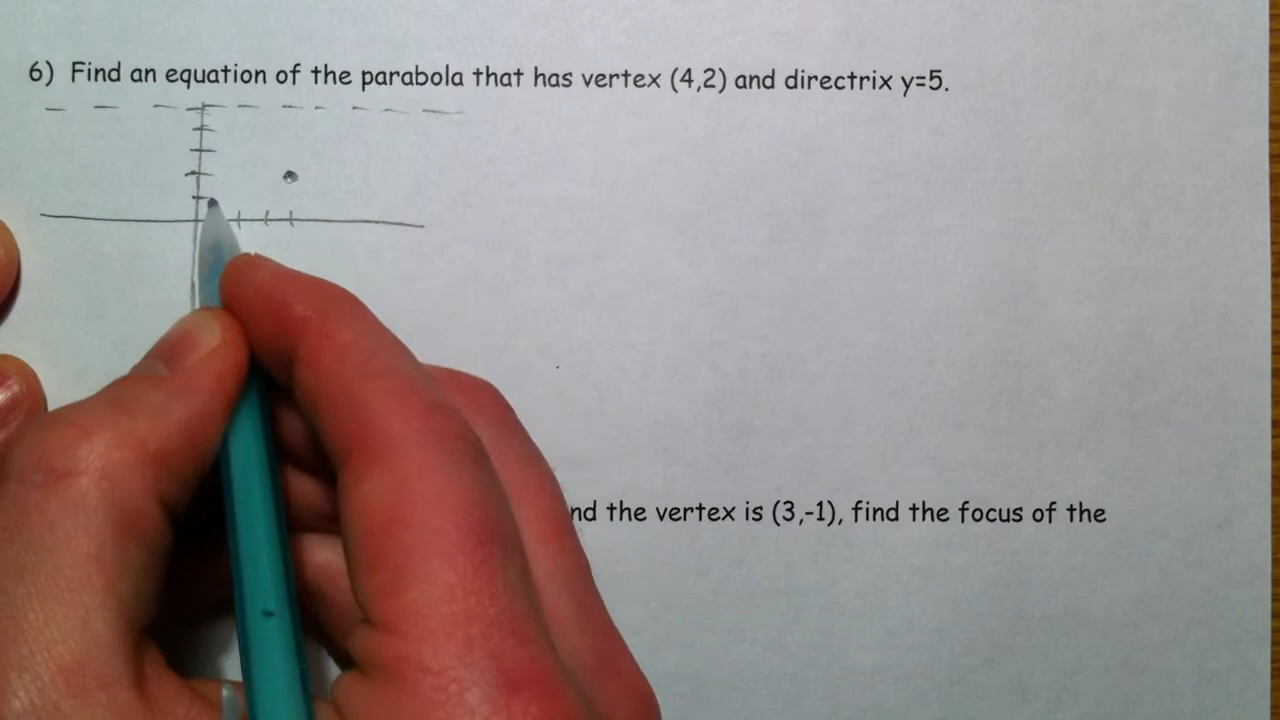 6) Find an equation of the parabola that has vertex (4,2) and directrix y=5.
the vertex is (3,-1), find the focus of the